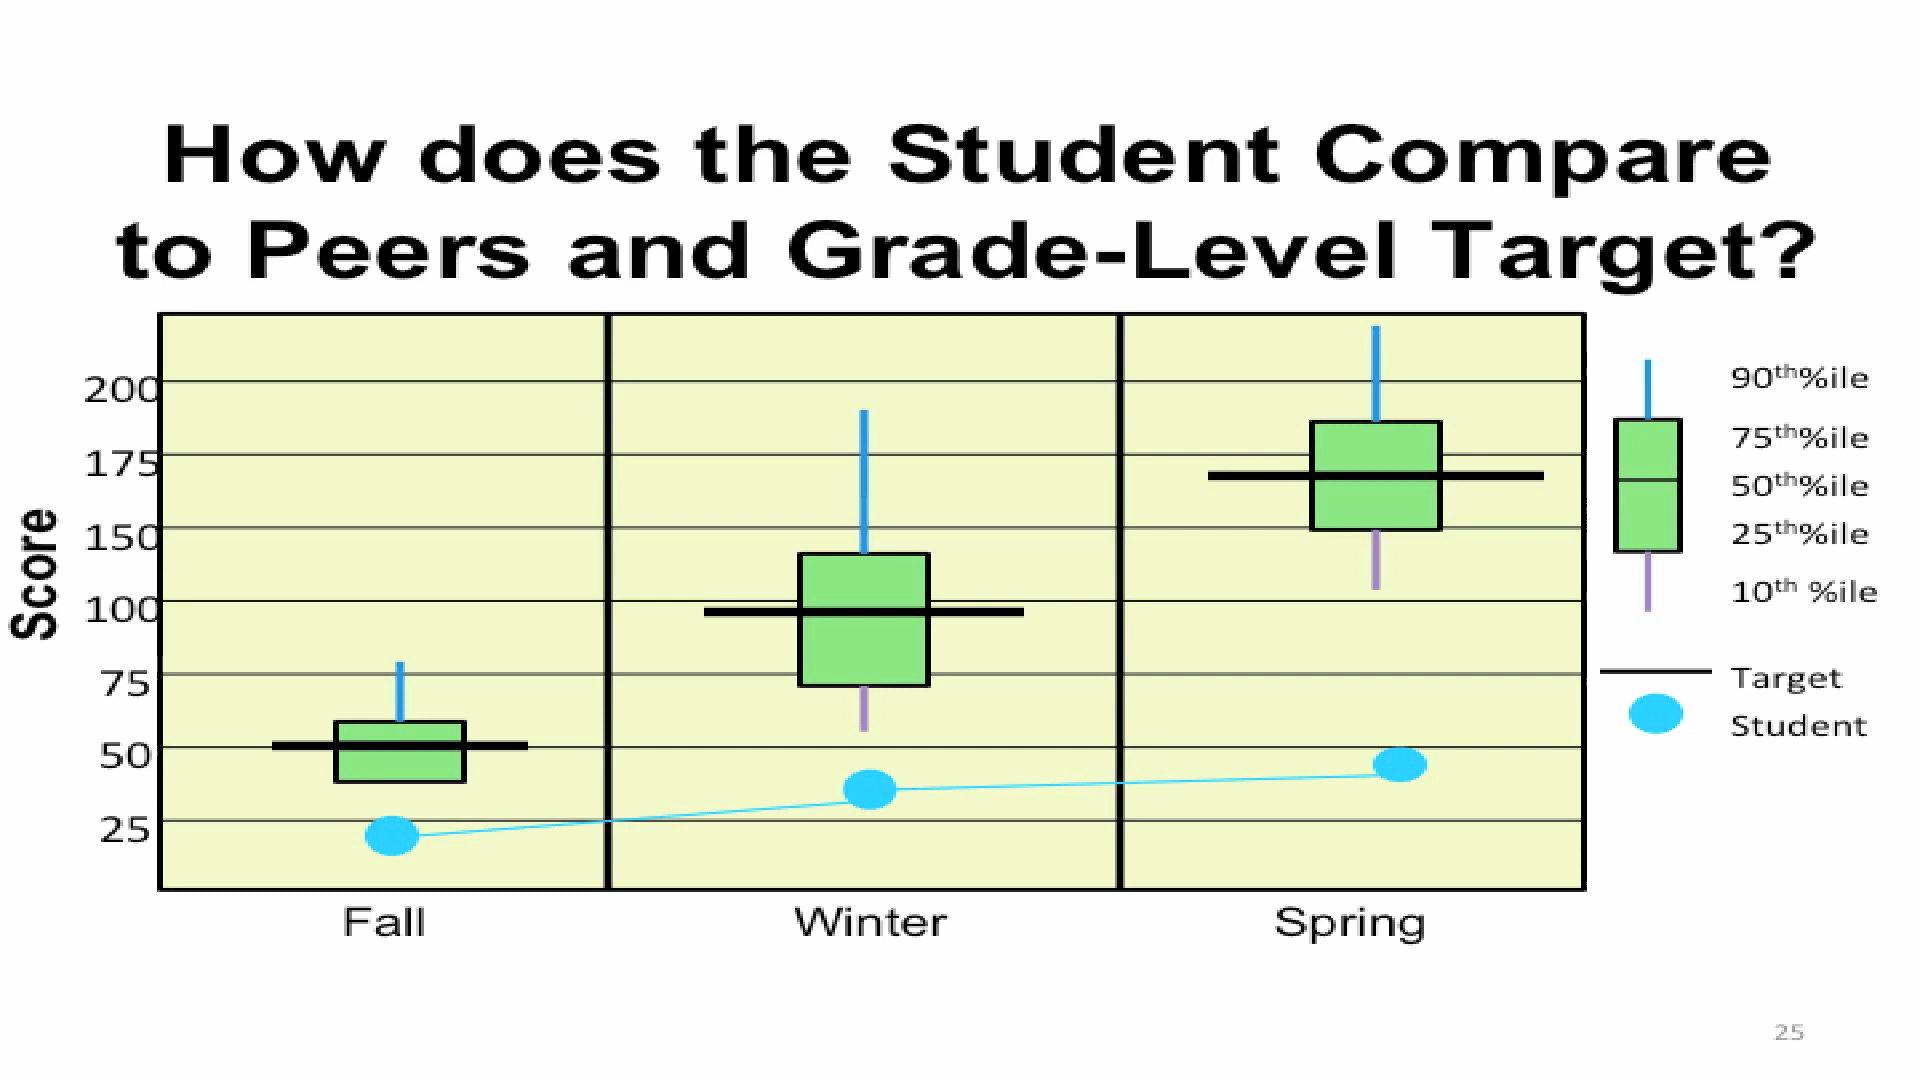 How does the Student Compare
to Peers and Grade-Level Target?
200
175
150
100
75
50
25
Score
Fall
Winter
Spring
90th%ile
75th%ile
50th%ile
25th%ile
10th %ile
Target
Student
25